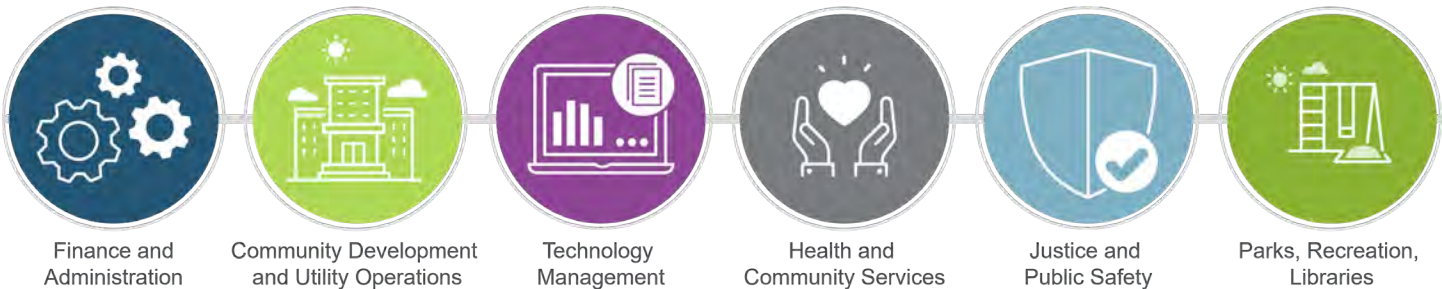 Finance and
Administration
Community Development
and Utility Operations
Technology
Management
Health and
Community Services
Justice and
Public Safety
Parks, Recreation,
Libraries